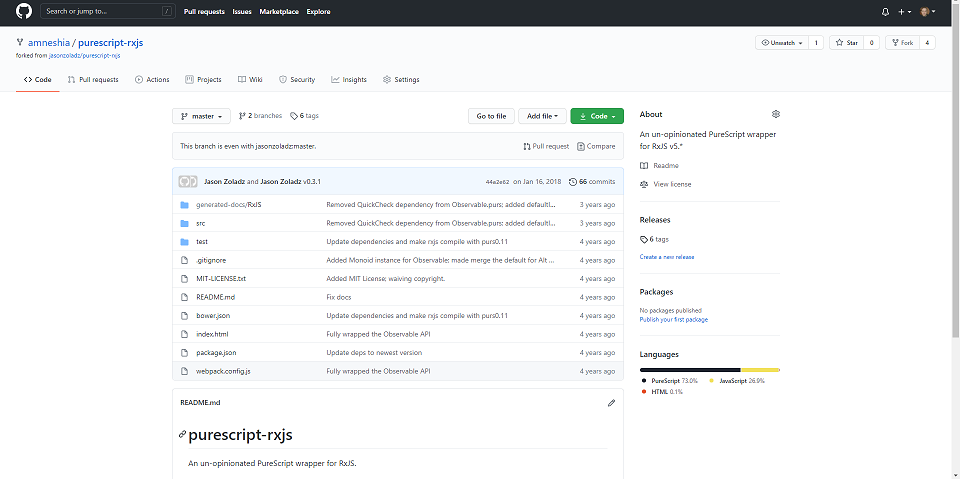 Search or jump to... /
Pull requests Issues Marketplace Explore
amneshia / purescript-rxjs
forked from jasonzoladz/purescript-rxjs
Unwatch 1 Star 0 Fork 4
Code Pull requests Actions Projects Wiki Security Insights Settings
master 2 branches 6 tags Go to file Add file Code
This branch is even with jasonzoladz:master. Pull request Compare
Jason Zoladz and Jason Zoladz v0.3.1 44a2e62 on Jan 16, 2018 66 commits
generated-docs/RxJS Removed QuickCheck dependency from Observable.purs: added defaultI... 3 years ago
src Removed QuickCheck dependency from Observable.purs: added defaultI... 3 years ago
test Update dependencies and make rxjs compile with purs0.11 4 years ago
.gitignore Added Monoid instance for Observable: made merge the default for Alt ... 4 years ago
MIT-LICENSE.txt Added MIT License; waiving copyright. 4 years ago
README.md Fix docs 4 years ago
bower.json Update dependencies and make rxjs compile with purs0.11 4 years ago
index.html Fully wrapped the Observable API 4 years ago
package.json Update deps to newest version 4 years ago
webpack.config.js Fully wrapped the Observable API 4 years ago
README.md
purescript-rxjs
An un-opinionated PureScript wrapper for RxJS.
About
An un-opinionated PureScript wrapper
for RxJS v5.*
Readme
View license
Releases
6 tags
Create a new release
Packages
No packages published
Publish your first package
Languages
PureScript 73.0% JavaScript 26.9%
HTML 0.1%